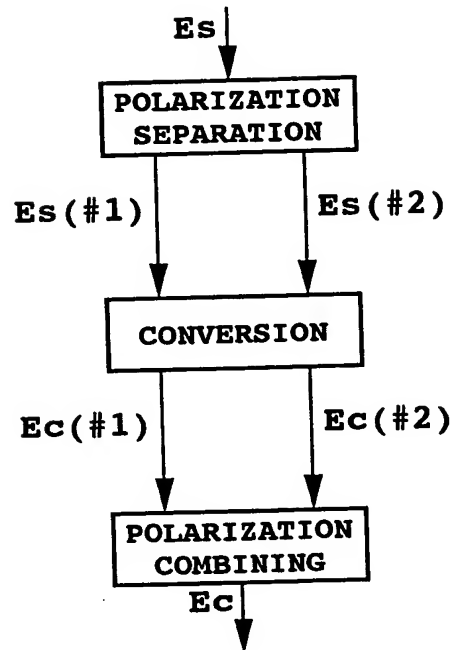 Es
POLARIZATION
SEPARATION
Es(#1)
Es(#2)
CONVERSION
Ec(#1)
Ec(#2)
POLARIZATION
COMBINING
Ec